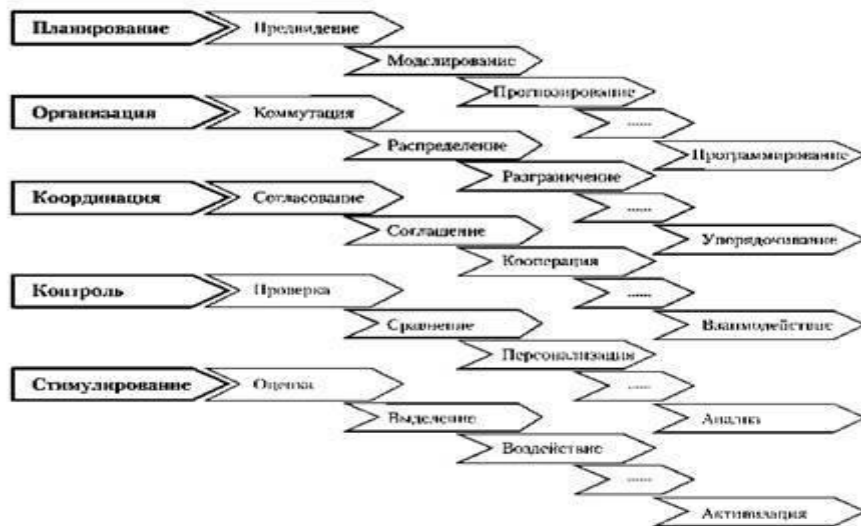 Планирование
Предвидение
Моделирование
Прогнозирование
.....
Программирование
Организация
Коммутация
Распределение
Разграничение
.....
Упорядочивание
Координация
Согласование
Соглашение
Кооперация
.....
Взаимодействие
Контроль
Проверка
Сравнение
Персонализация
.....
Анализ
Стимулирование
Оценка
Выделение
Воздействие
.....
Активизация